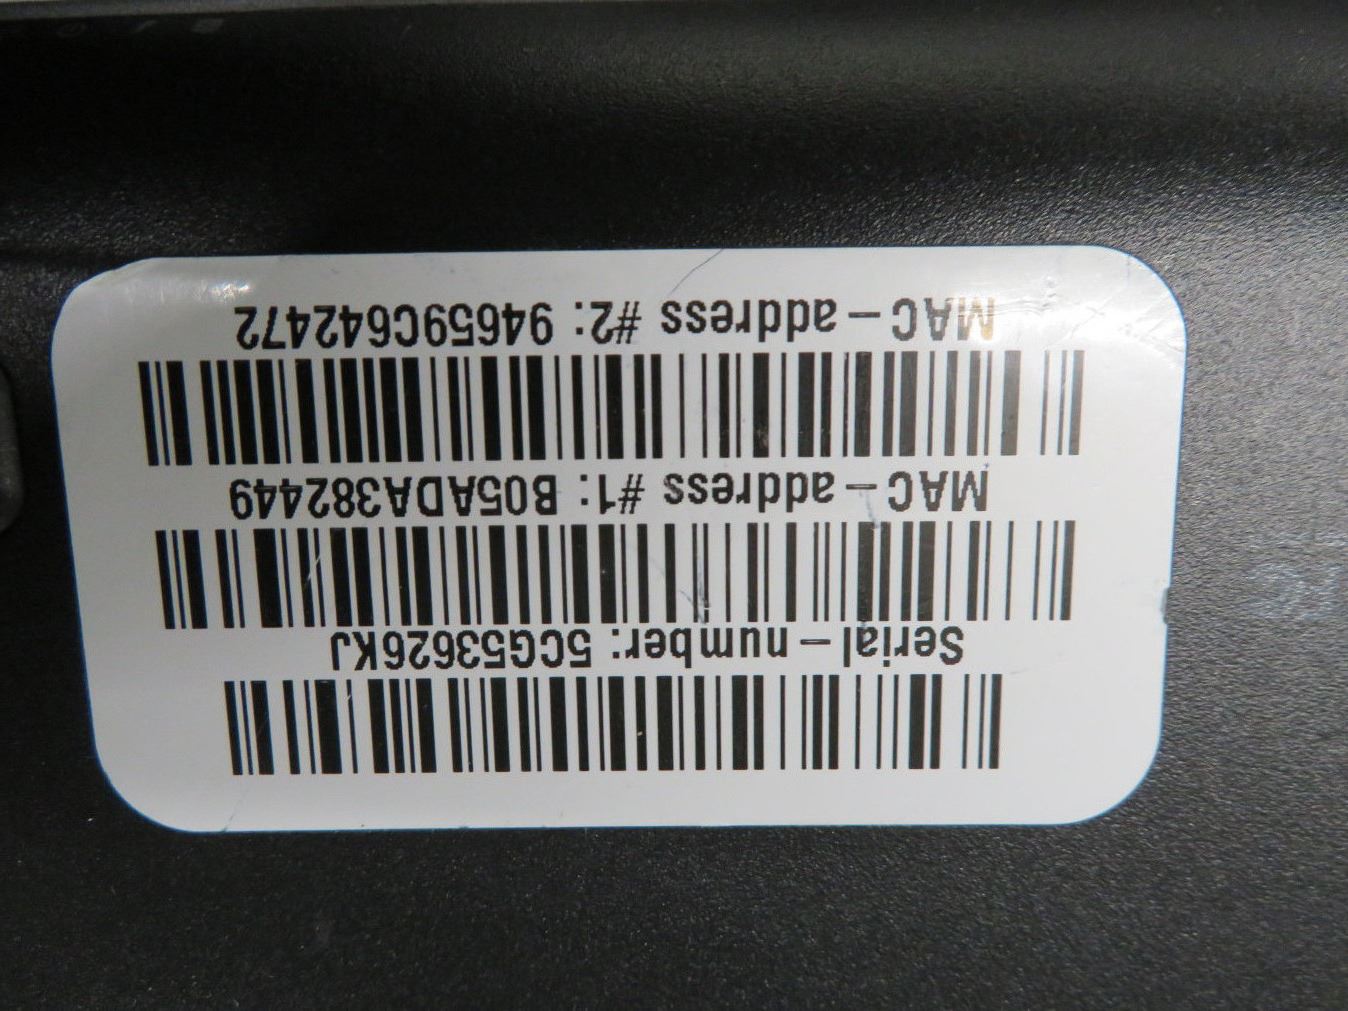 Serial-number: 5CG53626KJ
MAC-address #1: B05ADA382449
MAC-address #2: 94659C642472